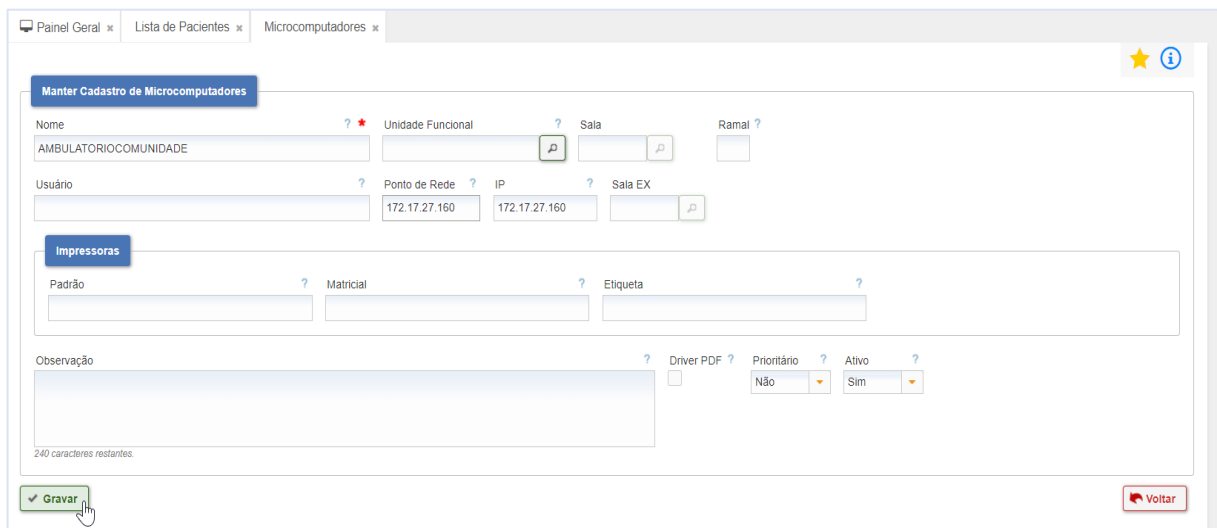 Painel Geral × Lista de Pacientes × Microcomputadores ×
Manter Cadastro de Microcomputadores
Nome ? * Unidade Funcional ? Sala Ramal ?
AMBULATORIOCOMUNIDADE
Usuário ? Ponto de Rede ? IP ? Sala EX
172.17.27.160 172.17.27.160
Impressoras
Padrão ? Matricial ? Etiqueta ?
Observação ? Driver PDF ? Prioritário ? Ativo ?
Não Sim
240 caracteres restantes.
Gravar Voltar